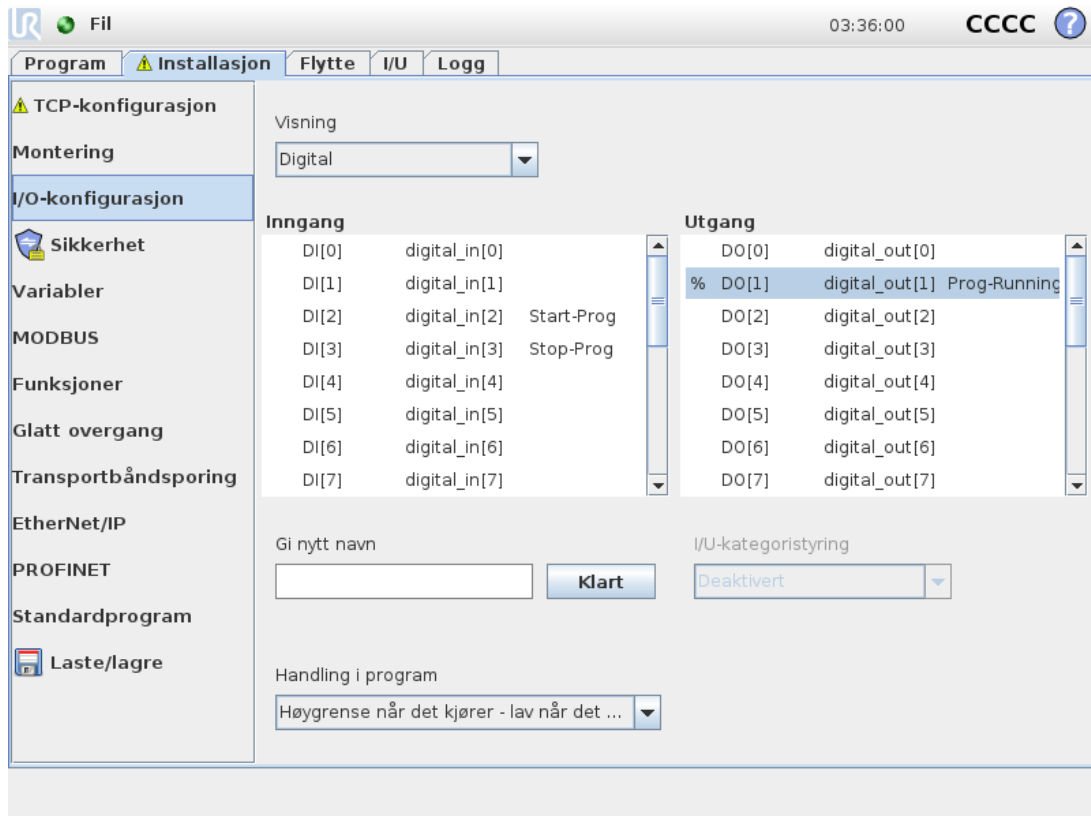 UR Fil 03:36:00 CCCC ?
Program Installasjon Flytte I/U Logg
TCP-konfigurasjon
Montering
I/O-konfigurasjon
Sikkerhet
Variabler
MODBUS
Funksjoner
Glatt overgang
Transportbåndsporing
EtherNet/IP
PROFINET
Standardprogram
Laste/lagre
Visning
Digital
Inngang
DI[0] digital_in[0]
DI[1] digital_in[1]
DI[2] digital_in[2] Start-Prog
DI[3] digital_in[3] Stop-Prog
DI[4] digital_in[4]
DI[5] digital_in[5]
DI[6] digital_in[6]
DI[7] digital_in[7]
Utgang
DO[0] digital_out[0]
% DO[1] digital_out[1] Prog-Running
DO[2] digital_out[2]
DO[3] digital_out[3]
DO[4] digital_out[4]
DO[5] digital_out[5]
DO[6] digital_out[6]
DO[7] digital_out[7]
Gi nytt navn
Klart
I/U-kategoristyring
Deaktivert
Handling i program
Høygrense når det kjører - lav når det ...